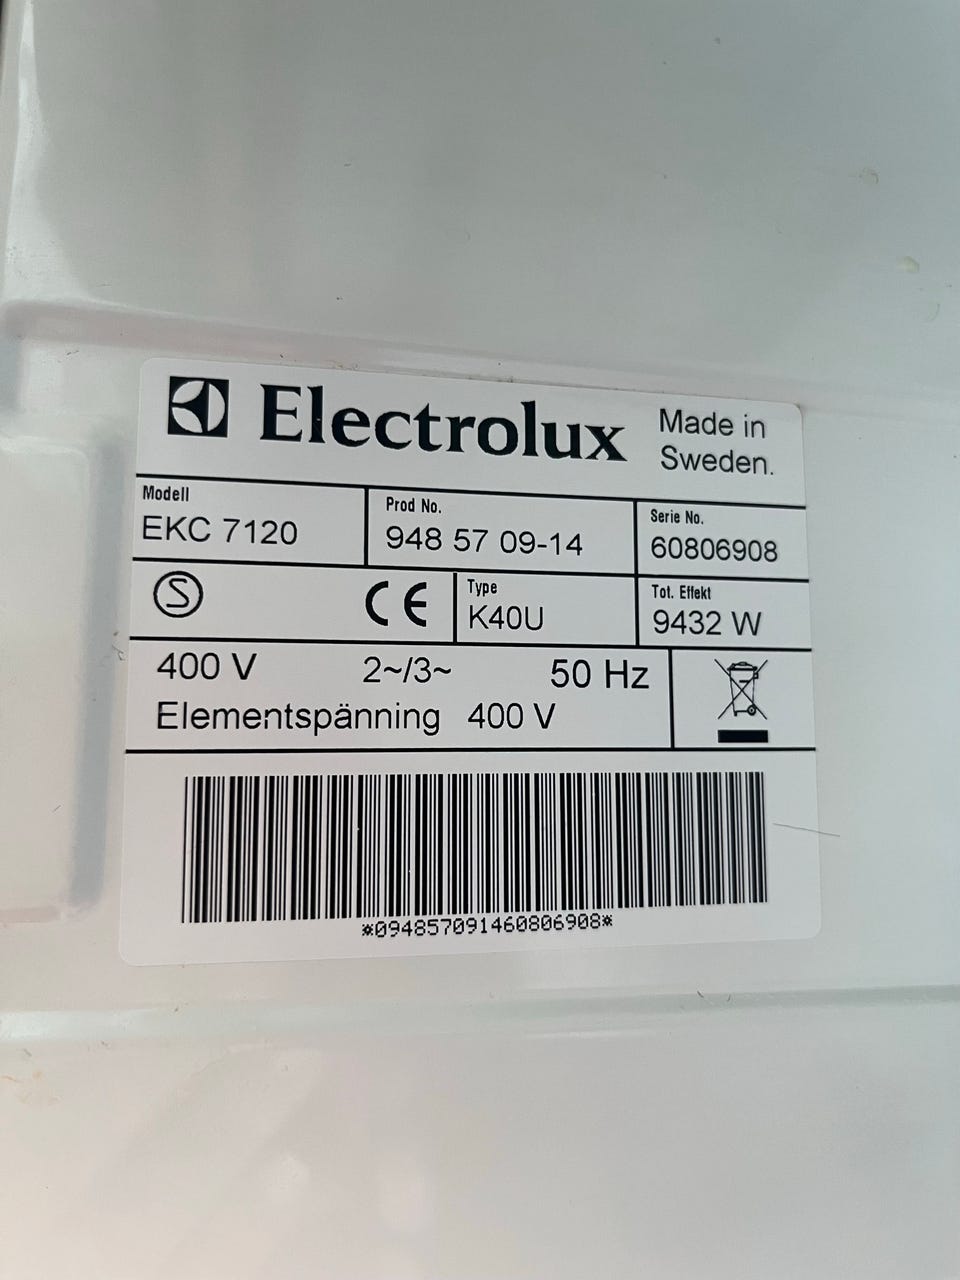 Electrolux
Made in
Sweden.
Modell
EKC 7120
Prod No.
948 57 09-14
Serie No.
60806908
S
CE
Type
K40U
Tot. Effekt
9432 W
400 V 2~/3~ 50 Hz
Elementspänning 400 V
*094857091460806908*